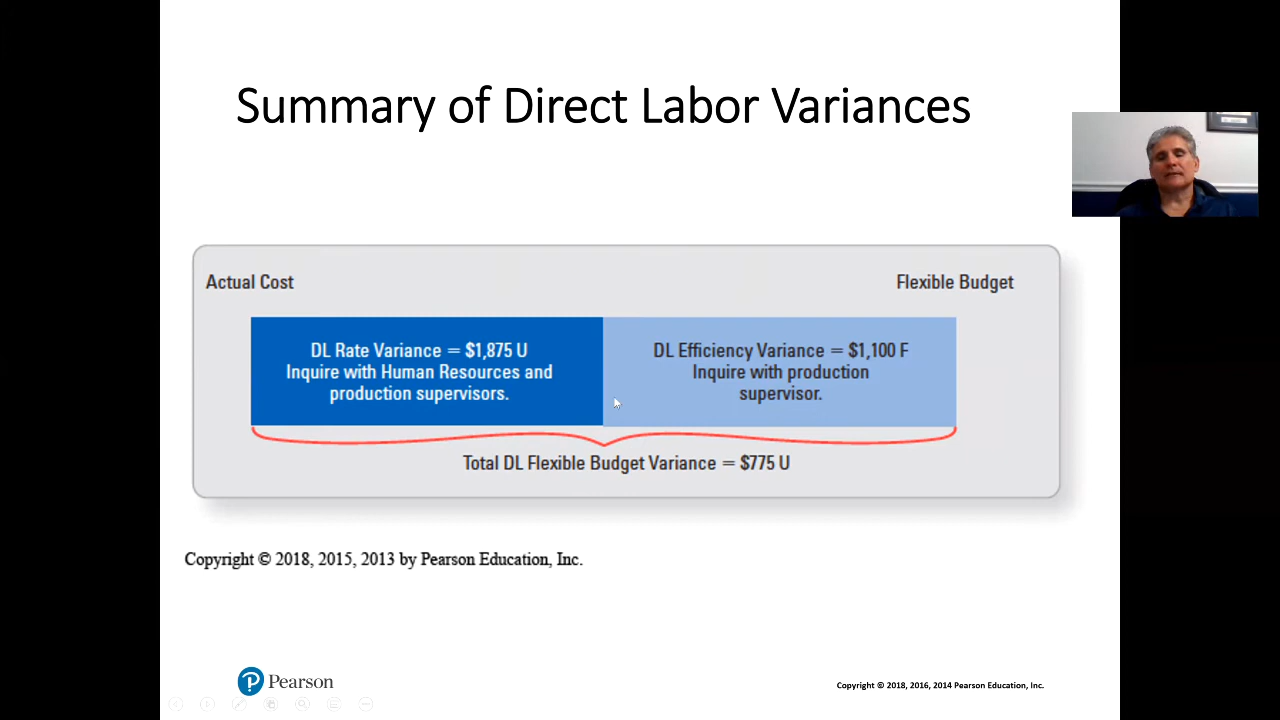 Summary of Direct Labor Variances
Actual Cost
Flexible Budget
DL Rate Variance = $1,875 U
Inquire with Human Resources and
production supervisors.
DL Efficiency Variance = $1,100 F
Inquire with production
supervisor.
Total DL Flexible Budget Variance = $775 U
Copyright © 2018, 2015, 2013 by Pearson Education, Inc.
P Pearson
Copyright © 2018, 2016, 2014 Pearson Education, Inc.